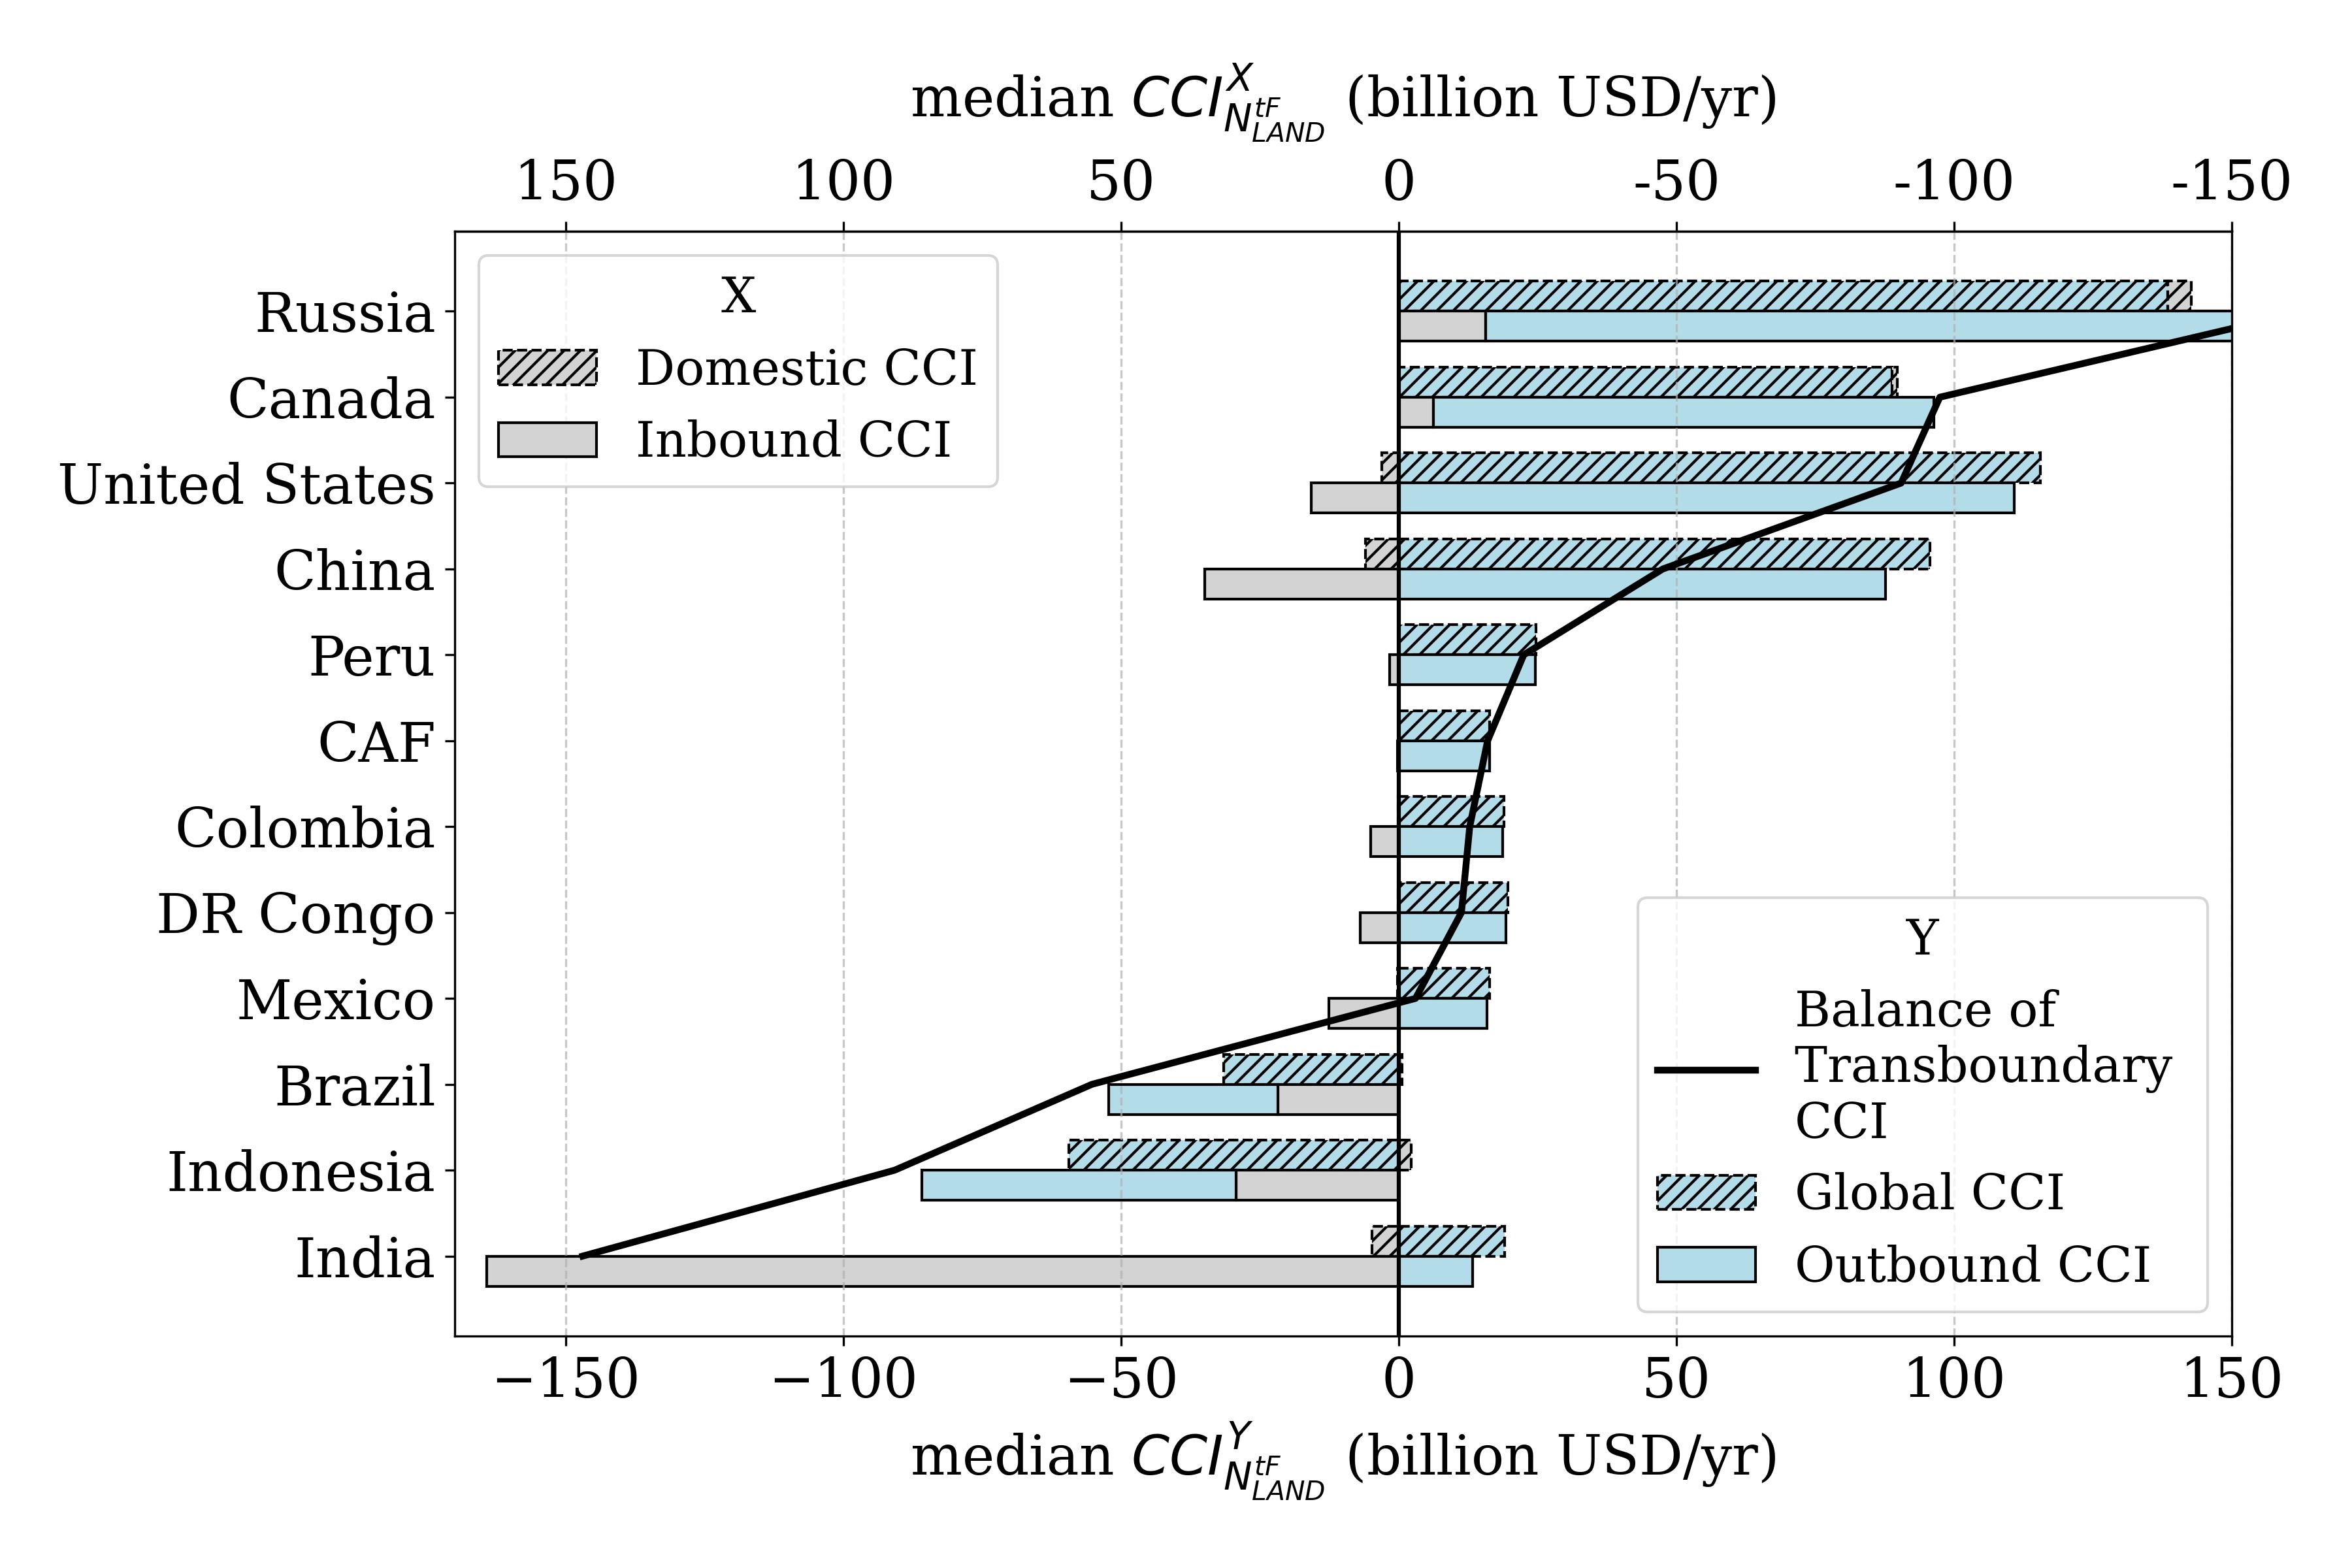 median CCI^X_{N^{tF}_{LAND}} (billion USD/yr)
150 100 50 0 -50 -100 -150
X
Domestic CCI
Inbound CCI
Russia
Canada
United States
China
Peru
CAF
Colombia
DR Congo
Mexico
Brazil
Indonesia
India
Y
Balance of
Transboundary
CCI
Global CCI
Outbound CCI
−150 −100 −50 0 50 100 150
median CCI^Y_{N^{tF}_{LAND}} (billion USD/yr)